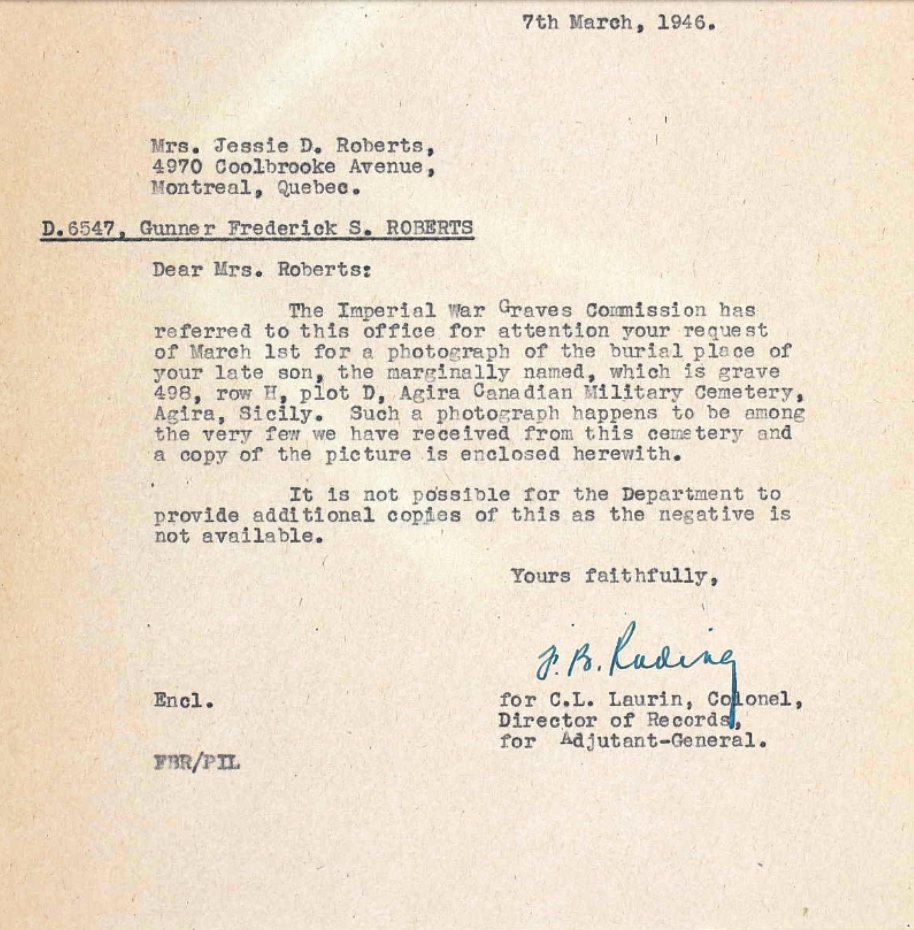 7th March, 1946.
Mrs. Jessie D. Roberts,
4970 Coolbrooke Avenue,
Montreal, Quebec.
D.6547, Gunner Frederick S. ROBERTS
Dear Mrs. Roberts:
The Imperial War Graves Commission has
referred to this office for attention your request
of March 1st for a photograph of the burial place of
your late son, the marginally named, which is grave
498, row H, plot D, Agira Canadian Military Cemetery,
Agira, Sicily. Such a photograph happens to be among
the very few we have received from this cemetery and
a copy of the picture is enclosed herewith.
It is not possible for the Department to
provide additional copies of this as the negative is
not available.
Yours faithfully,
F. B.
Encl.
for C.L. Laurin, Colonel,
Director of Records,
for Adjutant-General.
FBR/PIL